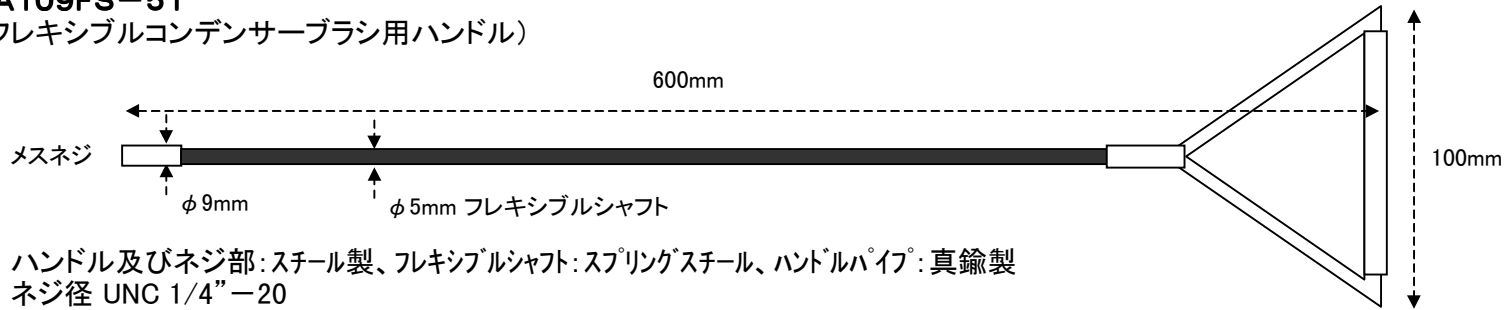 A109FS－51
フレキシブルコンデンサーブラシ用ハンドル）
600mm
メスネジ
100mm
φ9mm
φ5mm フレキシブルシャフト
ハンドル及びネジ部：スチール製、ﾌﾚｷｼﾌﾞﾙｼｬﾌﾄ：ｽﾌﾟﾘﾝｸﾞｽﾁｰﾙ、ﾊﾝﾄﾞﾙﾊﾟｲﾌﾟ：真鍮製
ネジ径 UNC 1/4”－20